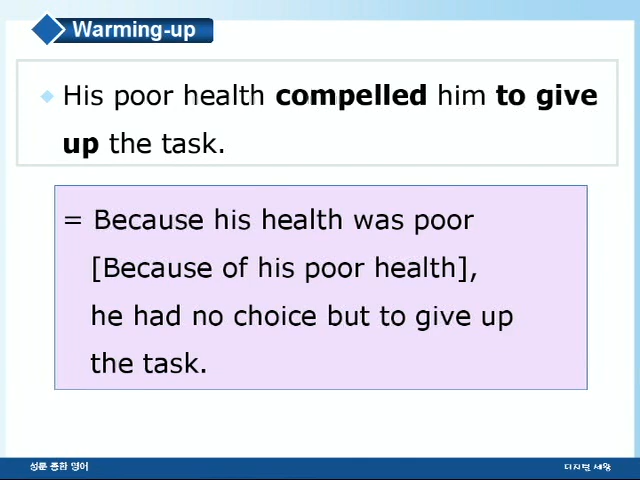 Warming-up
His poor health compelled him to give
up the task.
= Because his health was poor
[Because of his poor health],
he had no choice but to give up
the task.
성문 종합 영어
디지털 세왕